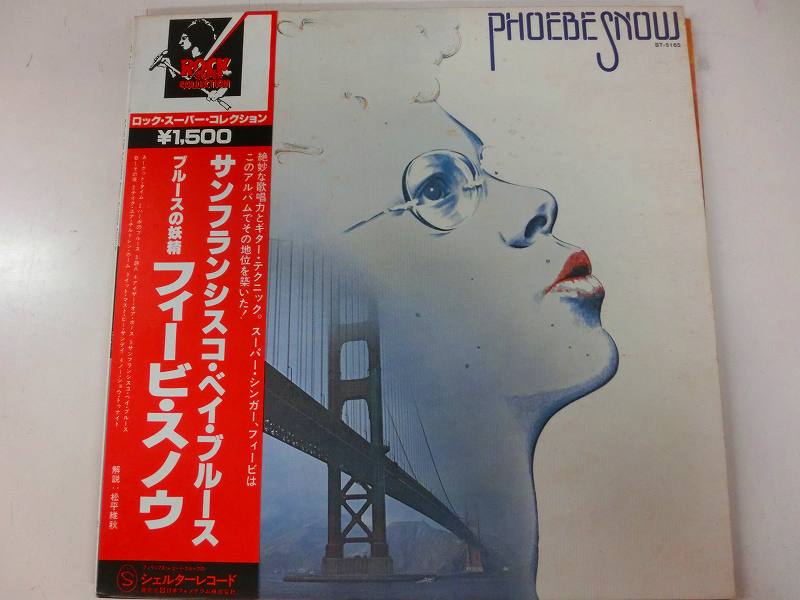 PHOEBE SNOW
BT-5165
ROCK
COLLECTION
ロック・スーパー・コレクション
¥1,500
絶妙な歌唱力とギター・テクニック。スーパー・シンガー、フィービは
このアルバムでその地位を築いた!
サンフランシスコ・ベイ・ブルース
ブルースの妖精
フィービ・スノウ
解説:松平維秋
シェルターレコード